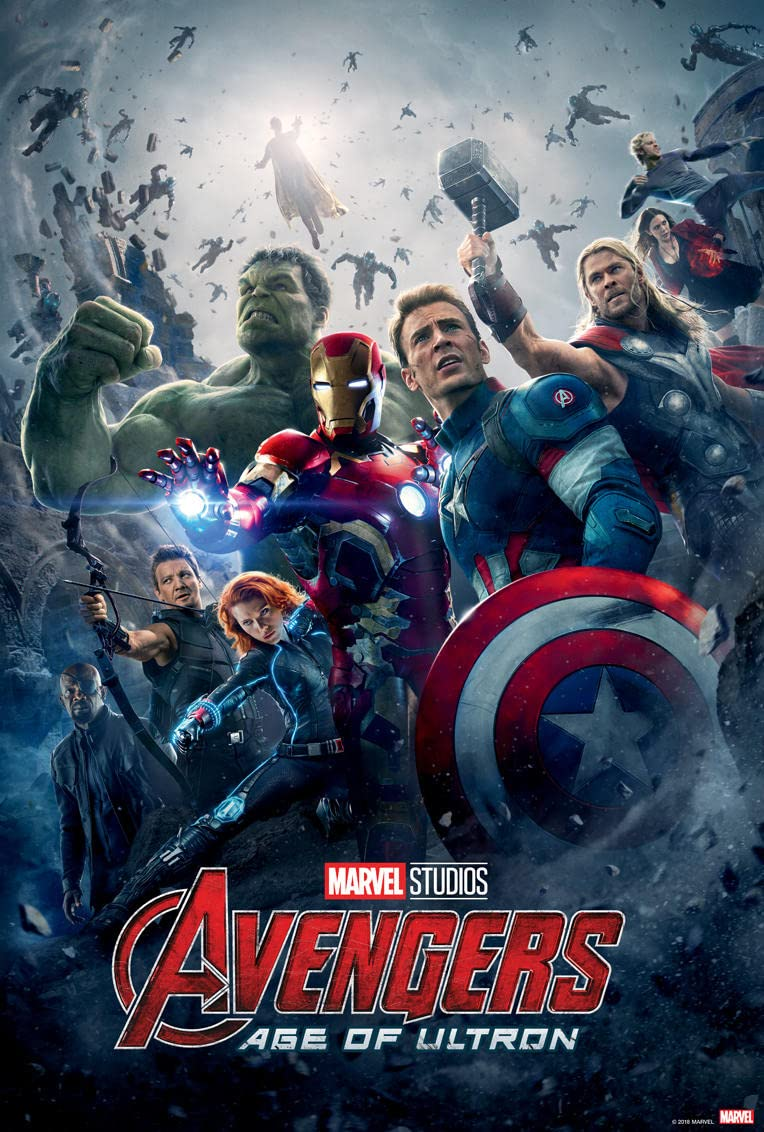 MARVEL STUDIOS
AVENGERS
AGE OF ULTRON
© 2018 MARVEL MARVEL